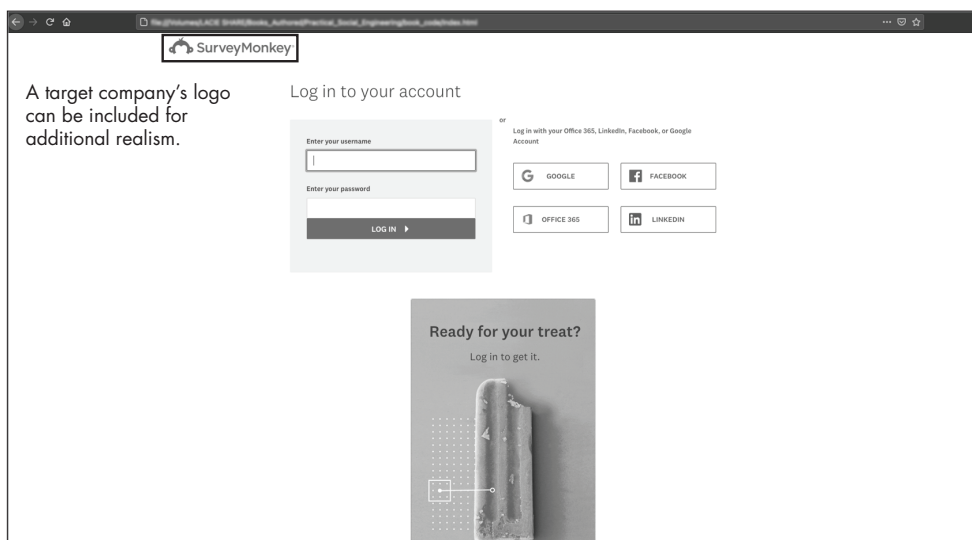 SurveyMonkey
A target company's logo
can be included for
additional realism.
Log in to your account
Enter your username
Enter your password
LOG IN
or
Log in with your Office 365, LinkedIn, Facebook, or Google
Account
GOOGLE
FACEBOOK
OFFICE 365
LINKEDIN
Ready for your treat?
Log in to get it.